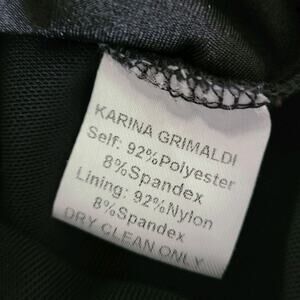 KARINA GRIMALDI
Self: 92%Polyester
8%Spandex
Lining: 92%Nylon
8%Spandex
DRY CLEAN ONLY